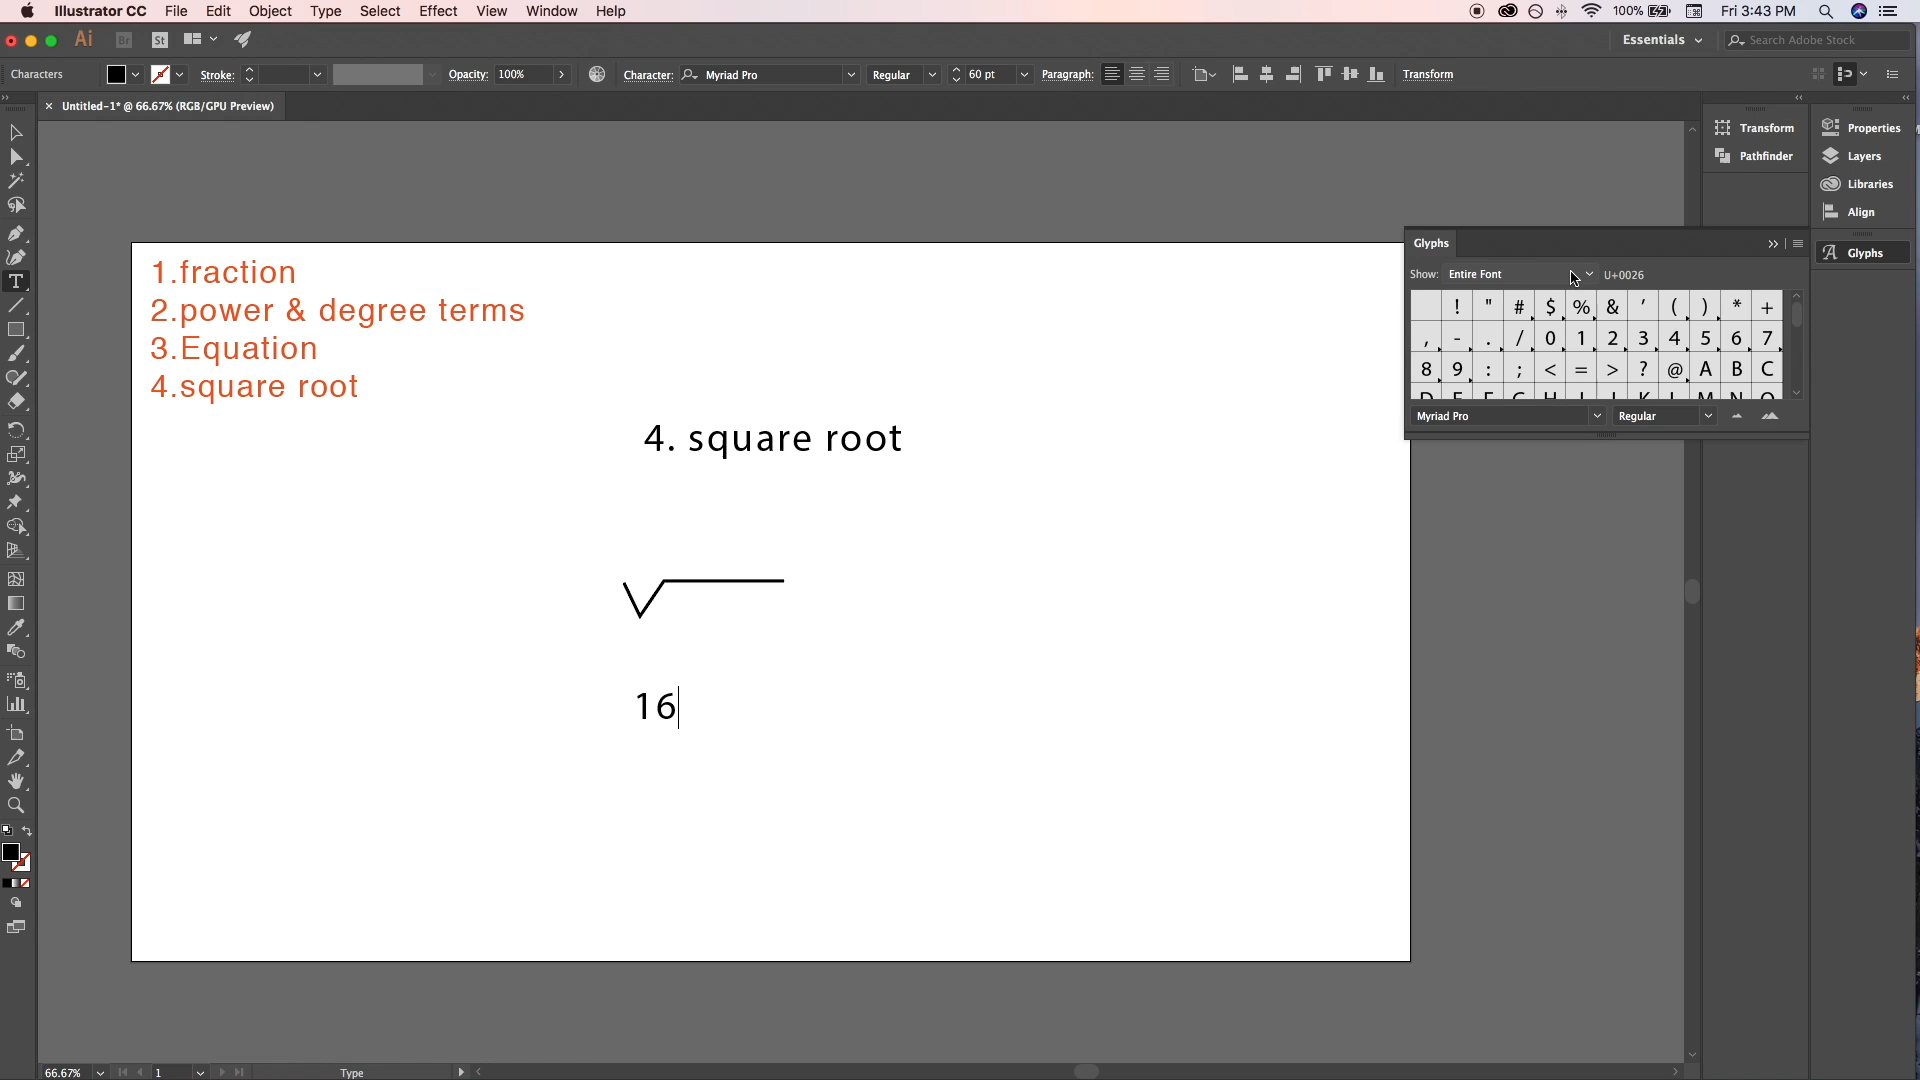 Illustrator CC File Edit Object Type Select Effect View Window Help 100% Fri 3:43 PM
Ai Br St Essentials Search Adobe Stock
Characters Stroke: Opacity: 100% Character: Myriad Pro Regular 60 pt Paragraph: Transform
× Untitled-1* @ 66.67% (RGB/GPU Preview)
Transform
Pathfinder
Properties
Layers
Libraries
Align
Glyphs
Glyphs
Show: Entire Font U+0026
! " # $ % & ' ( ) * +
, - . / 0 1 2 3 4 5 6 7
8 9 : ; < = > ? @ A B C
D E F G H I J K L M N O
Myriad Pro Regular
1.fraction
2.power & degree terms
3.Equation
4.square root
4. square root
√
16
66.67% 1 Type